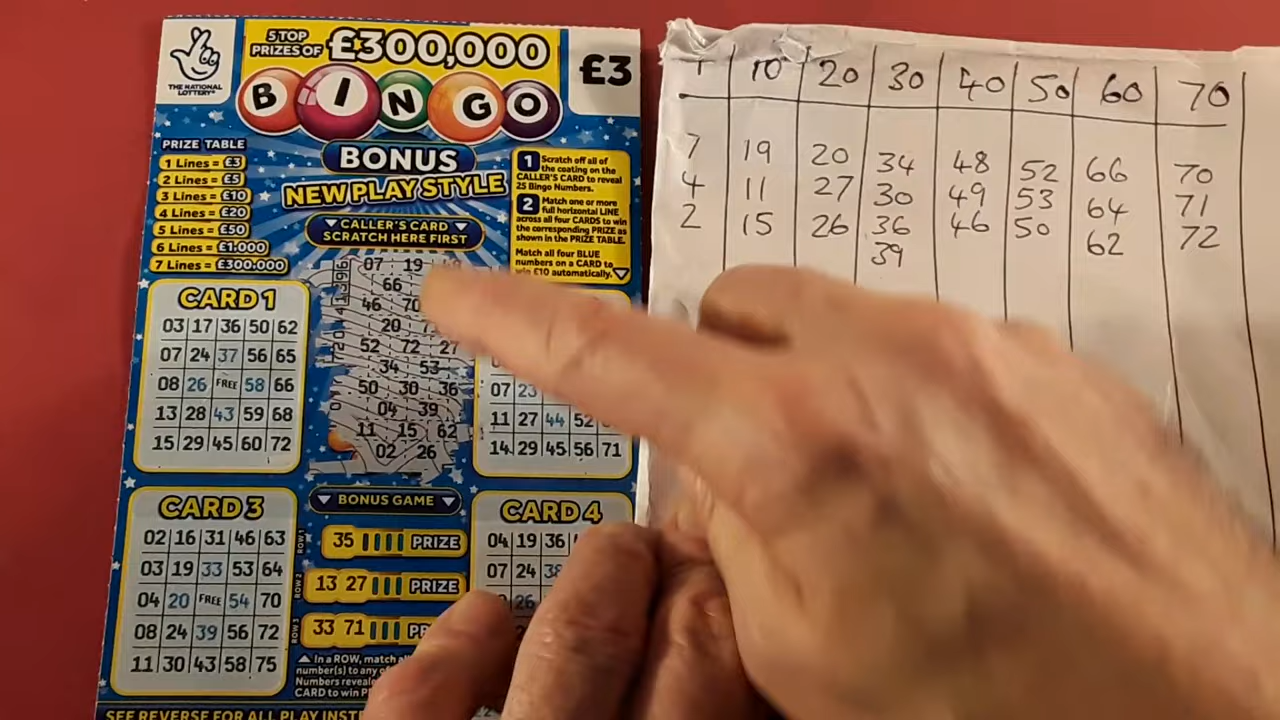 5 TOP
PRIZES OF £300,000
£3
THE NATIONAL
LOTTERY®
BINGO
BONUS
NEW PLAY STYLE
PRIZE TABLE
1 Lines = £3
2 Lines = £5
3 Lines = £10
4 Lines = £20
5 Lines = £50
6 Lines = £1,000
7 Lines = £300,000
CALLER'S CARD
SCRATCH HERE FIRST
1 Scratch off all of
the coating on the
CALLER'S CARD to reveal
25 Bingo Numbers.
2 Match one or more
full horizontal LINE
across all four CARDS to win
the corresponding PRIZE as
shown in the PRIZE TABLE.
Match all four BLUE
numbers on a CARD to
win £10 automatically.
07 19
66
46 70
20
52 72 27
34 53
50 30 36
04 39
11 15 62
02 26
CARD 1
03 17 36 50 62
07 24 37 56 65
08 26 FREE 58 66
13 28 43 59 68
15 29 45 60 72
07 23
11 27 44 52
14 29 45 56 71
CARD 3
02 16 31 46 63
03 19 33 53 64
04 20 FREE 54 70
08 24 39 56 72
11 30 43 58 75
BONUS GAME
ROW 1 35 PRIZE
ROW 2 13 27 PRIZE
ROW 3 33 71
In a ROW, match all
number(s) to any of
Numbers revealed
CARD to win
CARD 4
04 19 36
07 24 38
26
SEE REVERSE FOR ALL PLAY
1 10 20 30 40 50 60 70
7 19 20 34 48 52 66 70
4 11 27 30 49 53 64 71
2 15 26 36 46 50 62 72
39